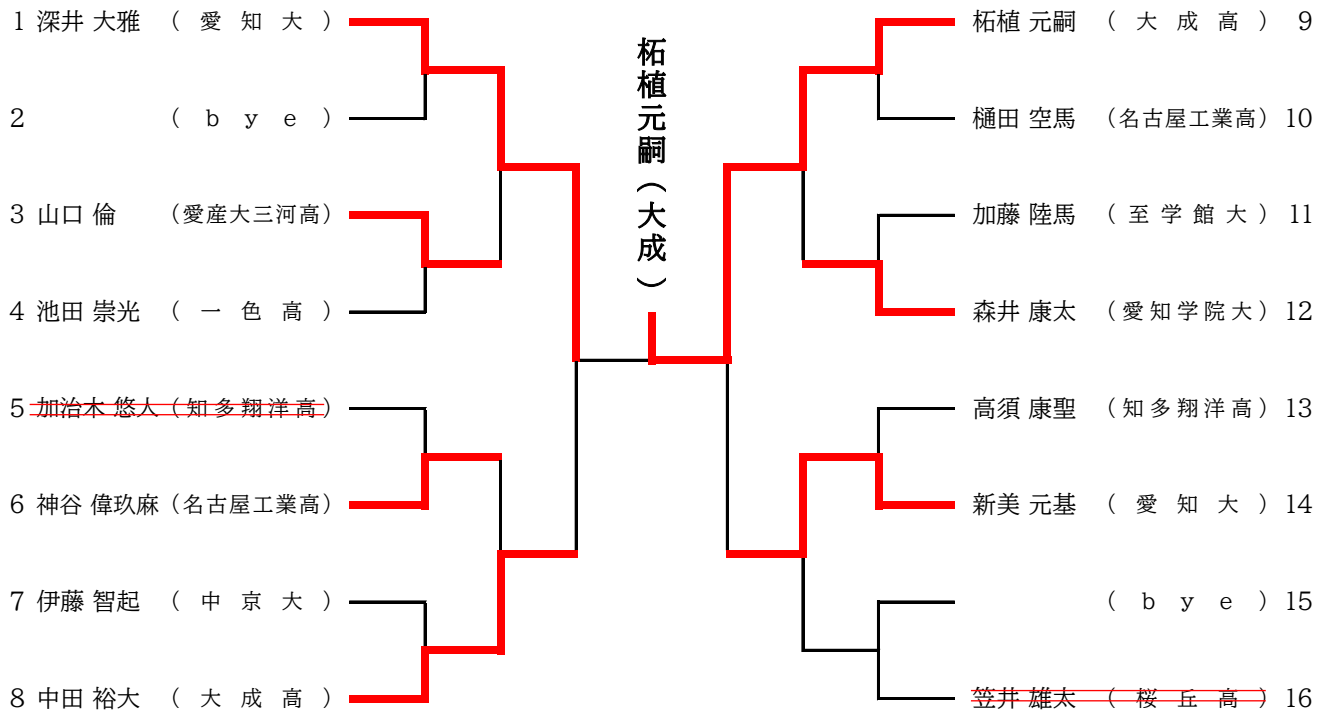 1 深井 大雅 （ 愛 知 大 ）
2 （ b y e ）
3 山口 倫 （愛産大三河高）
4 池田 崇光 （ 一 色 高 ）
5 加治木 悠人（知多翔洋高）
6 神谷 偉玖麻（名古屋工業高）
7 伊藤 智起 （ 中 京 大 ）
8 中田 裕大 （ 大 成 高 ）
柘植元嗣（大成）
柘植 元嗣 （ 大 成 高 ） 9
樋田 空馬 （名古屋工業高） 10
加藤 陸馬 （ 至 学 館 大 ） 11
森井 康太 （愛知学院大） 12
高須 康聖 （知多翔洋高） 13
新美 元基 （ 愛 知 大 ） 14
（ b y e ） 15
笠井 雄太 （ 桜 丘 高 ） 16